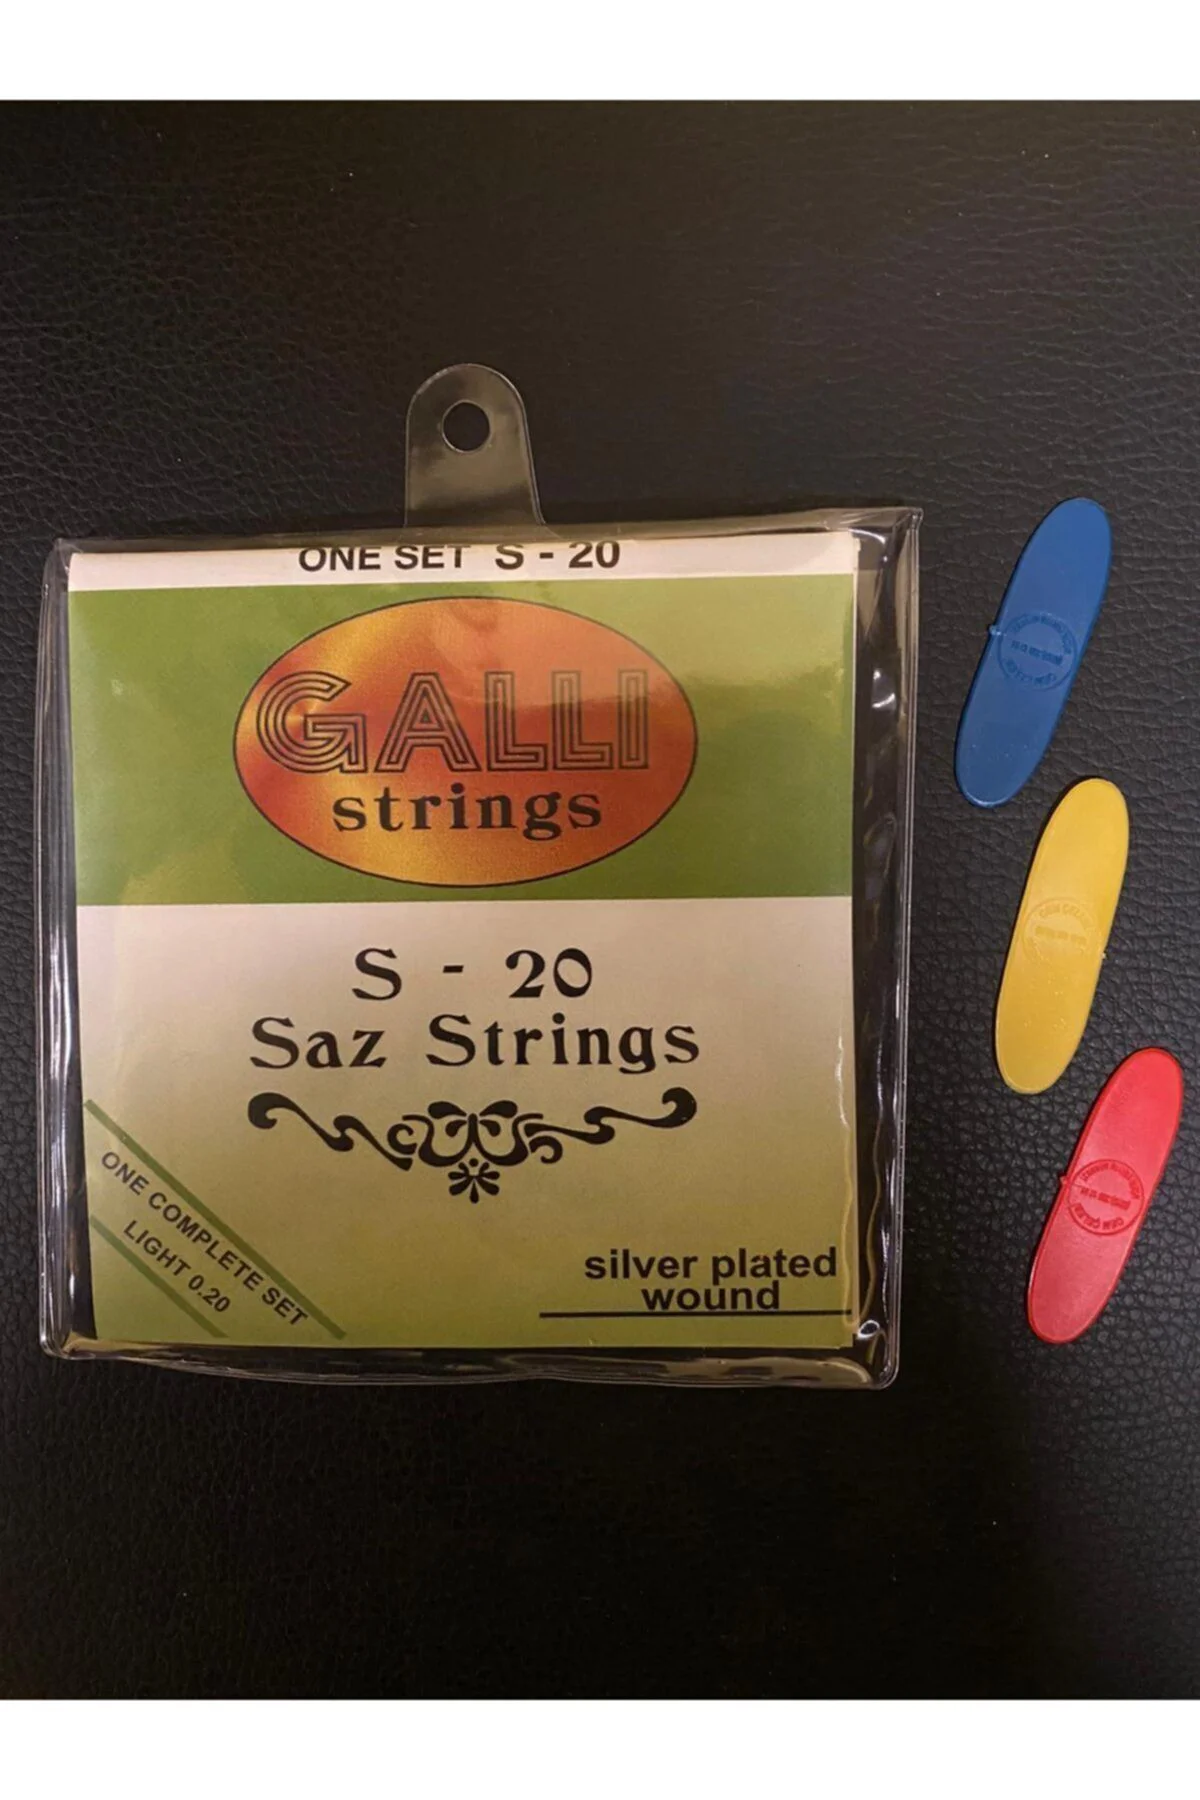 ONE SET S - 20
GALLI
strings
S - 20
Saz Strings
ONE COMPLETE SET
LIGHT 0.20
silver plated
wound